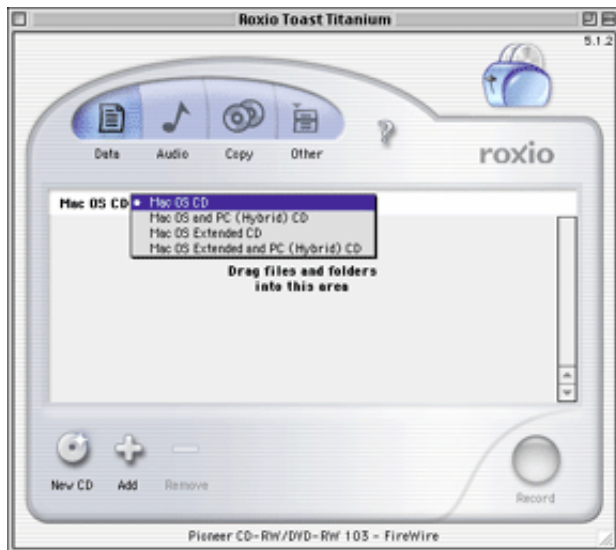 Roxio Toast Titanium
5.1.2
Data Audio Copy Other
roxio
Mac OS CD • Mac OS CD
Mac OS and PC (Hybrid) CD
Mac OS Extended CD
Mac OS Extended and PC (Hybrid) CD
Drag files and folders
into this area
New CD Add Remove
Record
Pioneer CD-RW/DVD-RW 103 - FireWire